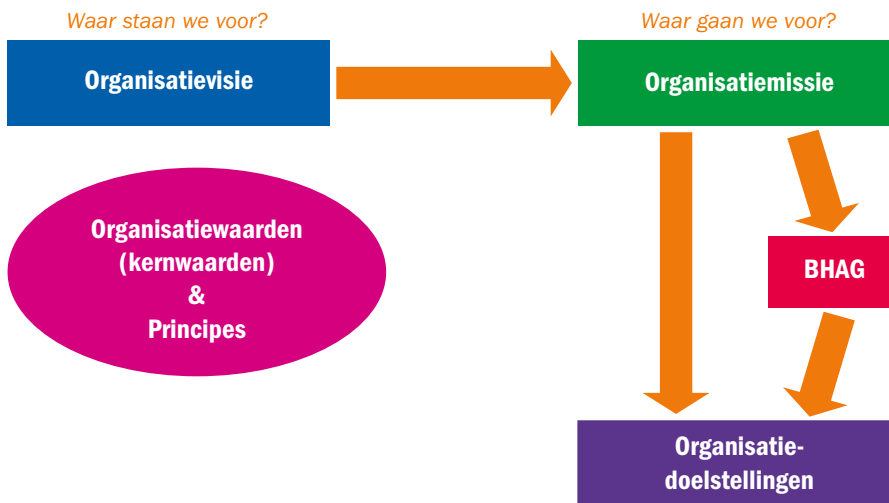 Waar staan we voor?
Waar gaan we voor?
Organisatievisie
Organisatiemissie
Organisatiewaarden
(kernwaarden)
&
Principes
BHAG
Organisatie-
doelstellingen